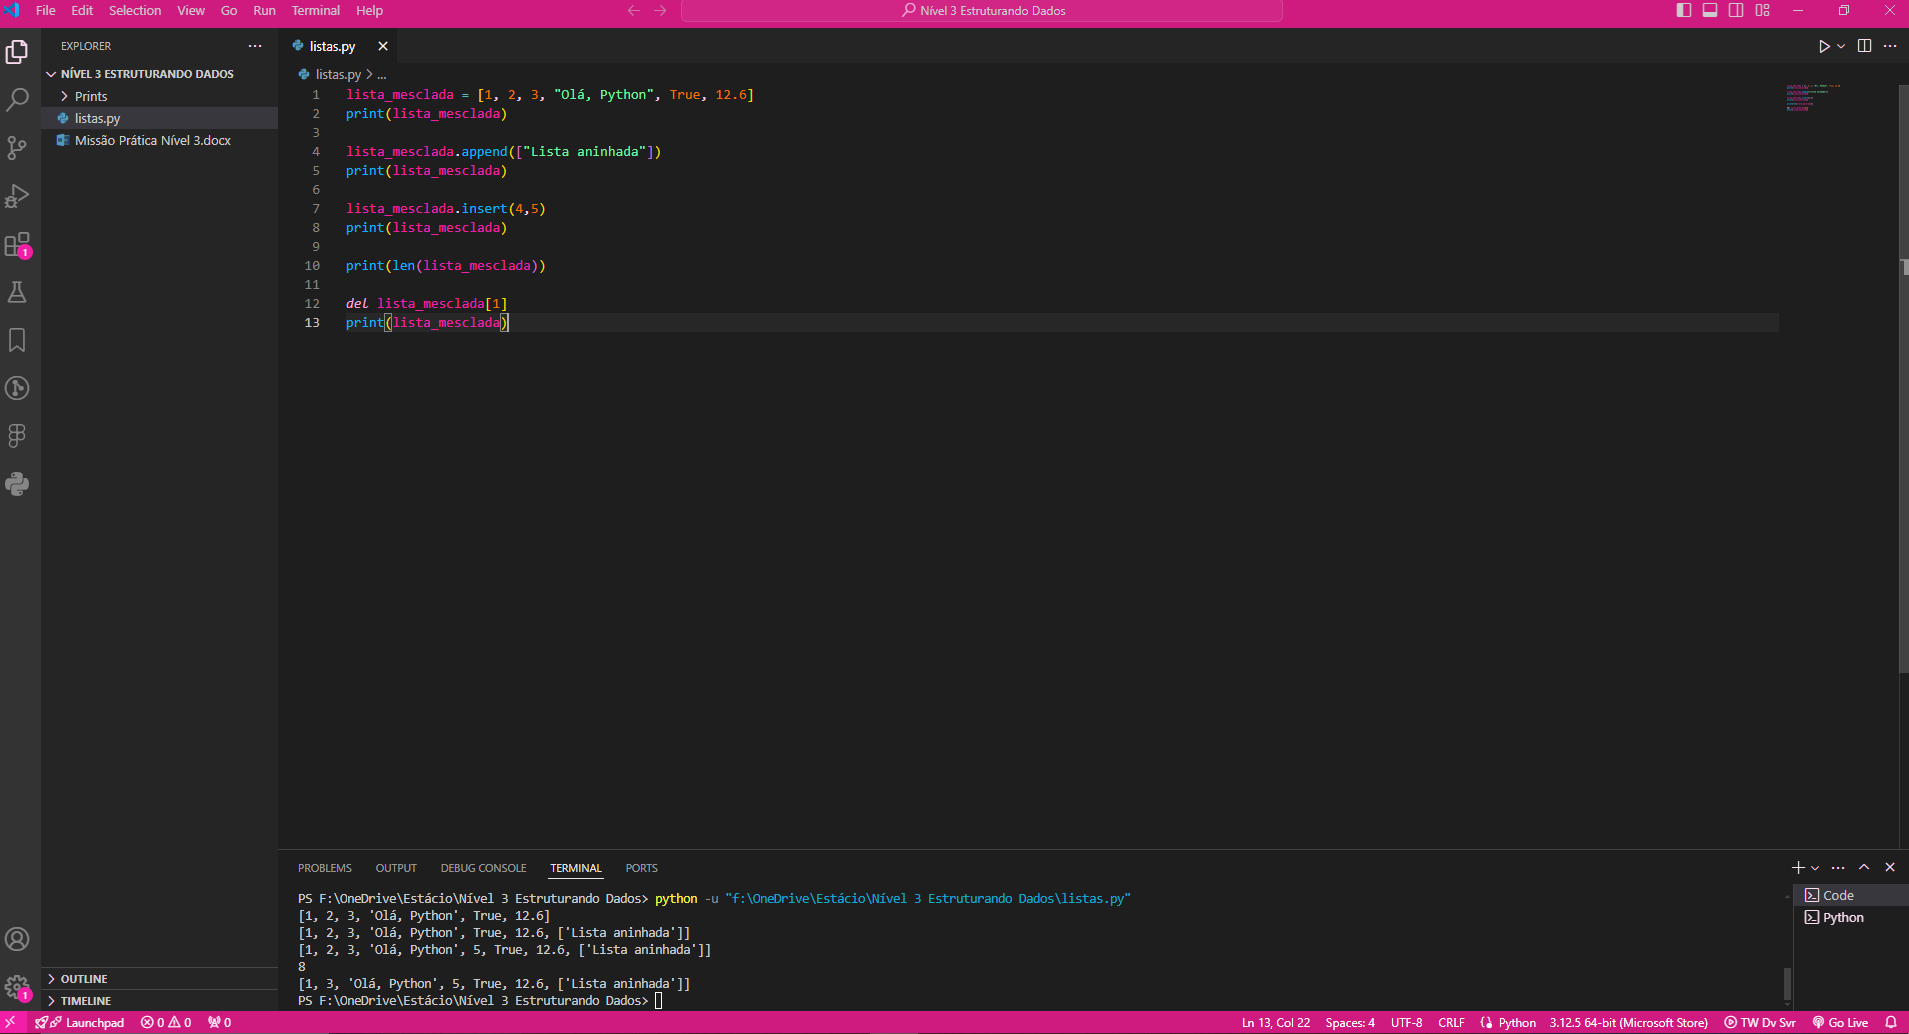 File Edit Selection View Go Run Terminal Help
Nível 3 Estruturando Dados
EXPLORER
NÍVEL 3 ESTRUTURANDO DADOS
Prints
listas.py
Missão Prática Nível 3.docx
OUTLINE
TIMELINE
1
1
listas.py
listas.py > ...
1 lista_mesclada = [1, 2, 3, "Olá, Python", True, 12.6]
2 print(lista_mesclada)
3
4 lista_mesclada.append(["Lista aninhada"])
5 print(lista_mesclada)
6
7 lista_mesclada.insert(4,5)
8 print(lista_mesclada)
9
10 print(len(lista_mesclada))
11
12 del lista_mesclada[1]
13 print(lista_mesclada)
PROBLEMS OUTPUT DEBUG CONSOLE TERMINAL PORTS
PS F:\OneDrive\Estácio\Nível 3 Estruturando Dados> python -u "f:\OneDrive\Estácio\Nível 3 Estruturando Dados\listas.py"
[1, 2, 3, 'Olá, Python', True, 12.6]
[1, 2, 3, 'Olá, Python', True, 12.6, ['Lista aninhada']]
[1, 2, 3, 'Olá, Python', 5, True, 12.6, ['Lista aninhada']]
8
[1, 3, 'Olá, Python', 5, True, 12.6, ['Lista aninhada']]
PS F:\OneDrive\Estácio\Nível 3 Estruturando Dados>
Code
Python
Launchpad 0 0 0 Ln 13, Col 22 Spaces: 4 UTF-8 CRLF Python 3.12.5 64-bit (Microsoft Store) TW Dv Svr Go Live